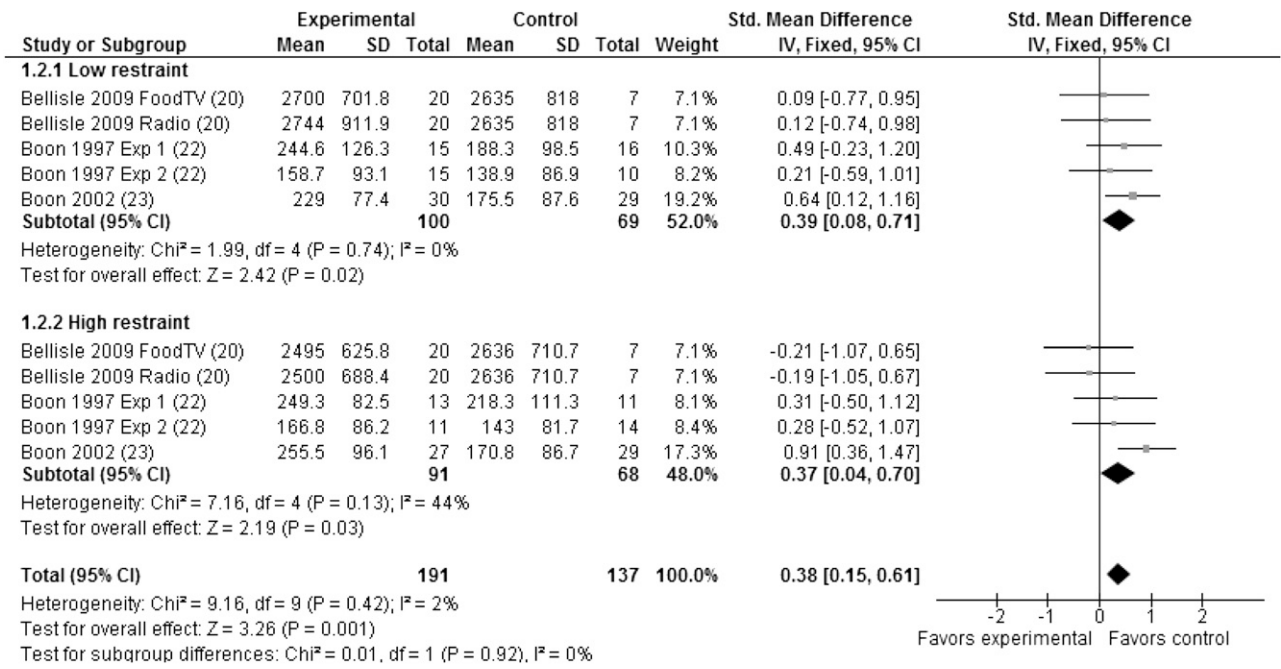 Experimental Control Std. Mean Difference Std. Mean Difference
Study or Subgroup Mean SD Total Mean SD Total Weight IV, Fixed, 95% CI IV, Fixed, 95% CI
1.2.1 Low restraint
Bellisle 2009 FoodTV (20) 2700 701.8 20 2635 818 7 7.1% 0.09 [-0.77, 0.95]
Bellisle 2009 Radio (20) 2744 911.9 20 2635 818 7 7.1% 0.12 [-0.74, 0.98]
Boon 1997 Exp 1 (22) 244.6 126.3 15 188.3 98.5 16 10.3% 0.49 [-0.23, 1.20]
Boon 1997 Exp 2 (22) 158.7 93.1 15 138.9 86.9 10 8.2% 0.21 [-0.59, 1.01]
Boon 2002 (23) 229 77.4 30 175.5 87.6 29 19.2% 0.64 [0.12, 1.16]
Subtotal (95% CI) 100 69 52.0% 0.39 [0.08, 0.71]
Heterogeneity: Chi² = 1.99, df = 4 (P = 0.74); I² = 0%
Test for overall effect: Z = 2.42 (P = 0.02)
1.2.2 High restraint
Bellisle 2009 FoodTV (20) 2495 625.8 20 2636 710.7 7 7.1% -0.21 [-1.07, 0.65]
Bellisle 2009 Radio (20) 2500 688.4 20 2636 710.7 7 7.1% -0.19 [-1.05, 0.67]
Boon 1997 Exp 1 (22) 249.3 82.5 13 218.3 111.3 11 8.1% 0.31 [-0.50, 1.12]
Boon 1997 Exp 2 (22) 166.8 86.2 11 143 81.7 14 8.4% 0.28 [-0.52, 1.07]
Boon 2002 (23) 255.5 96.1 27 170.8 86.7 29 17.3% 0.91 [0.36, 1.47]
Subtotal (95% CI) 91 68 48.0% 0.37 [0.04, 0.70]
Heterogeneity: Chi² = 7.16, df = 4 (P = 0.13); I² = 44%
Test for overall effect: Z = 2.19 (P = 0.03)
Total (95% CI) 191 137 100.0% 0.38 [0.15, 0.61]
Heterogeneity: Chi² = 9.16, df = 9 (P = 0.42); I² = 2%
Test for overall effect: Z = 3.26 (P = 0.001)
Test for subgroup differences: Chi² = 0.01, df = 1 (P = 0.92), I² = 0%
-2 -1 0 1 2
Favors experimental Favors control